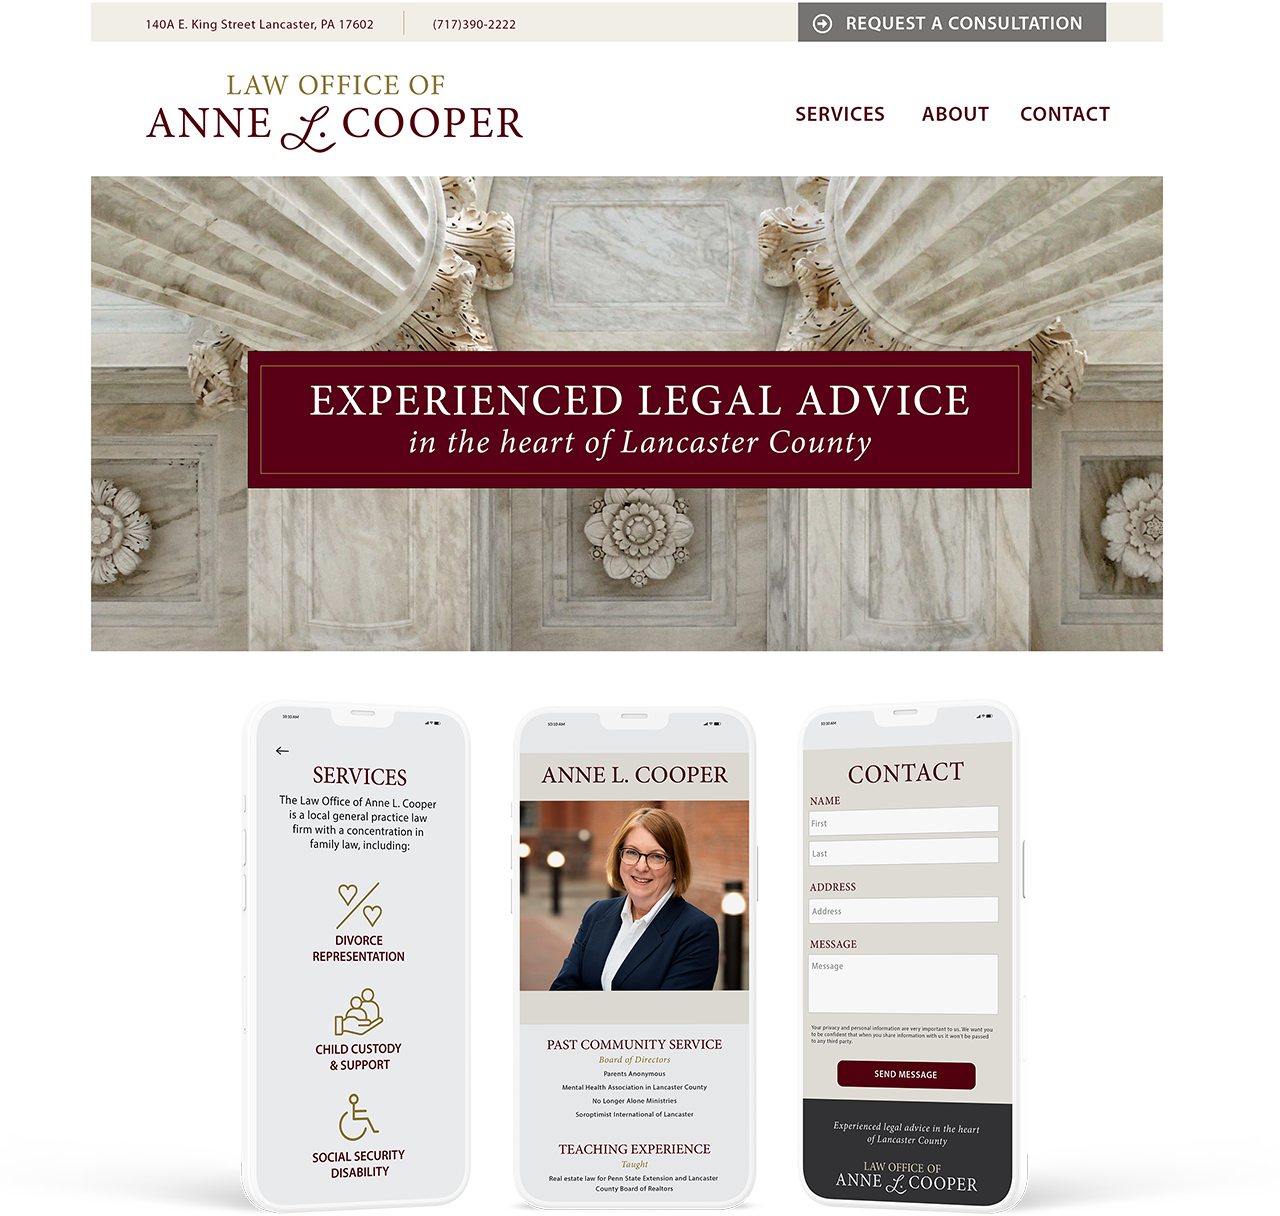 140A E. King Street Lancaster, PA 17602
(717)390-2222
REQUEST A CONSULTATION
LAW OFFICE OF
ANNE L. COOPER
SERVICES
ABOUT
CONTACT
EXPERIENCED LEGAL ADVICE
in the heart of Lancaster County
10:10 AM
SERVICES
The Law Office of Anne L. Cooper
is a local general practice law
firm with a concentration in
family law, including:
DIVORCE
REPRESENTATION
CHILD CUSTODY
& SUPPORT
SOCIAL SECURITY
DISABILITY
10:10 AM
ANNE L. COOPER
PAST COMMUNITY SERVICE
Board of Directors
Parents Anonymous
Mental Health Association in Lancaster County
No Longer Alone Ministries
Soroptimist International of Lancaster
TEACHING EXPERIENCE
Taught
Real estate law for Penn State Extension and Lancaster
County Board of Realtors
10:10 AM
CONTACT
NAME
First
Last
ADDRESS
Address
MESSAGE
Message
Your privacy and personal information are very important to us. We want you
to be confident that when you share information with us it won't be passed
to any third party.
SEND MESSAGE
Experienced legal advice in the heart
of Lancaster County
LAW OFFICE OF
ANNE L. COOPER